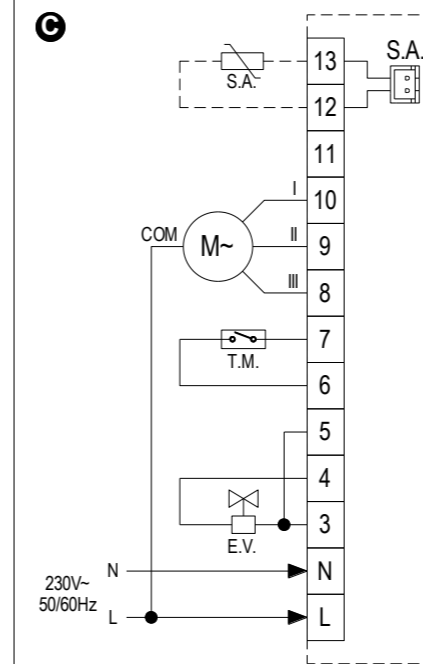 C
S.A.
13
S.A.
12
11
I
10
COM
M~
II
9
III
8
7
T.M.
6
5
4
3
E.V.
N
N
230V~
50/60Hz
L
L